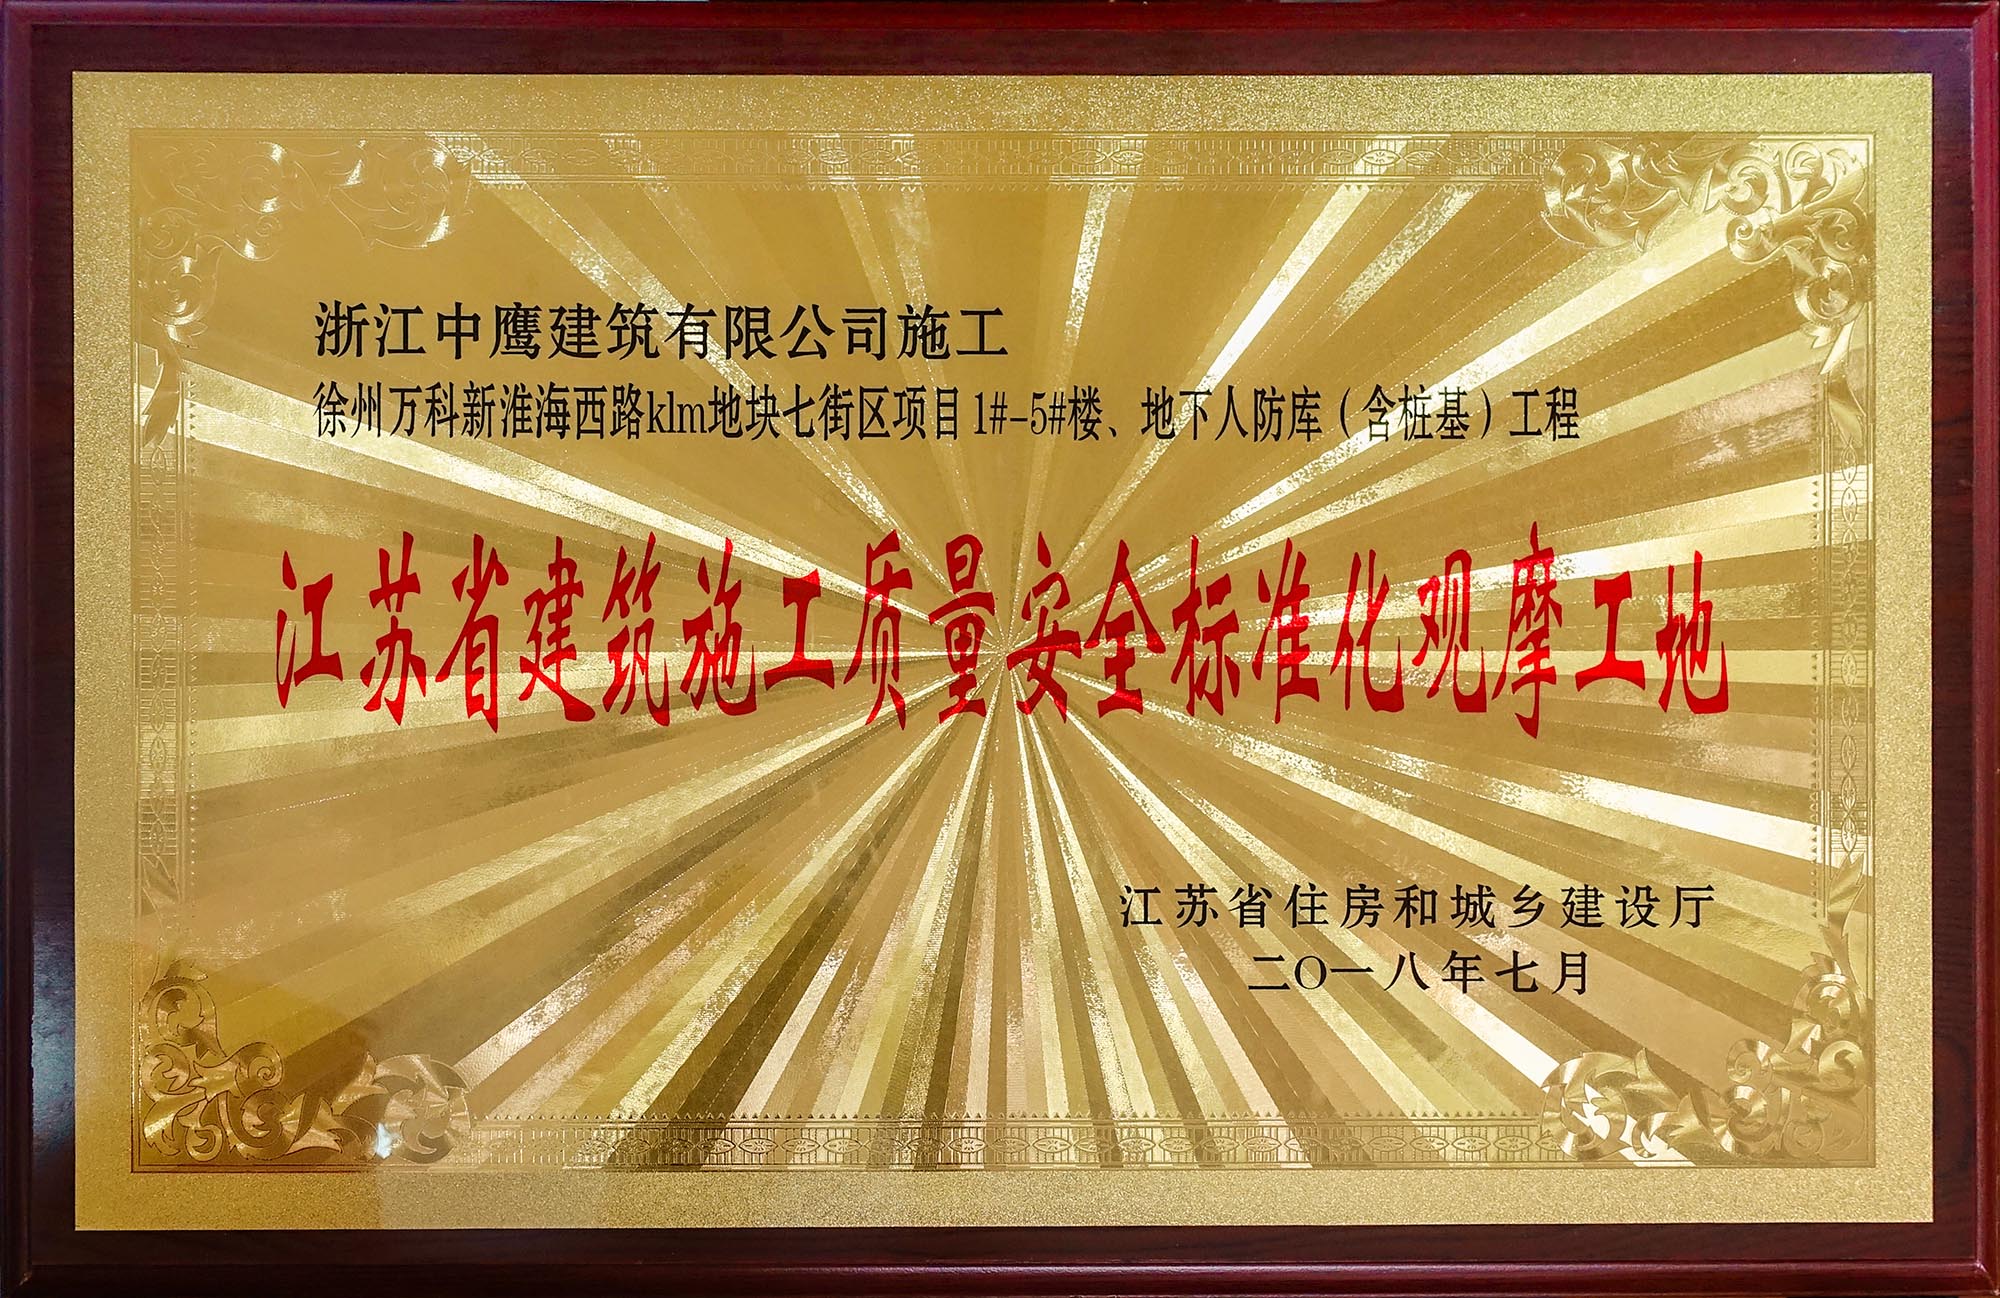 浙江中鹰建筑有限公司施工
徐州万科新淮海西路klm地块七街区项目1#-5#楼、地下人防库（含桩基）工程
江苏省建筑施工质量安全标准化观摩工地
江苏省住房和城乡建设厅
二〇一八年七月